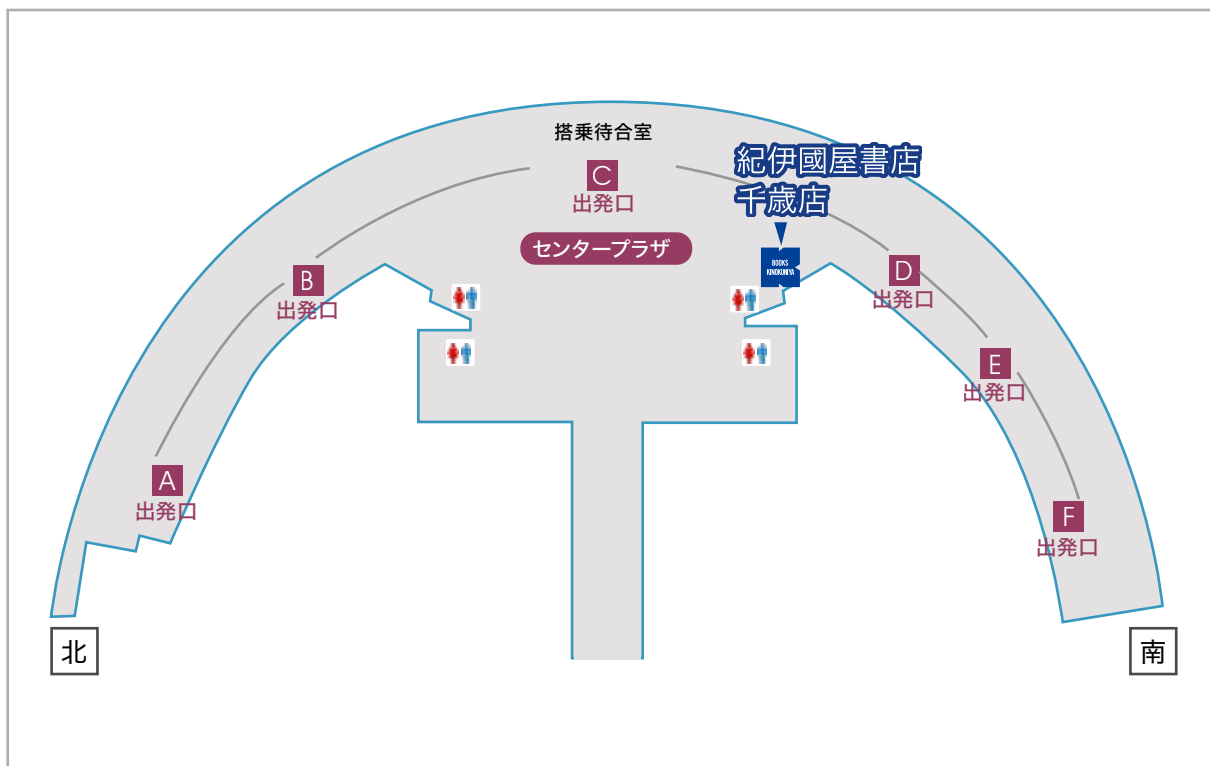 搭乗待合室
C
出発口
紀伊國屋書店
千歳店
センタープラザ
BOOKS
KINOKUNIYA
B
出発口
D
出発口
E
出発口
A
出発口
F
出発口
北
南